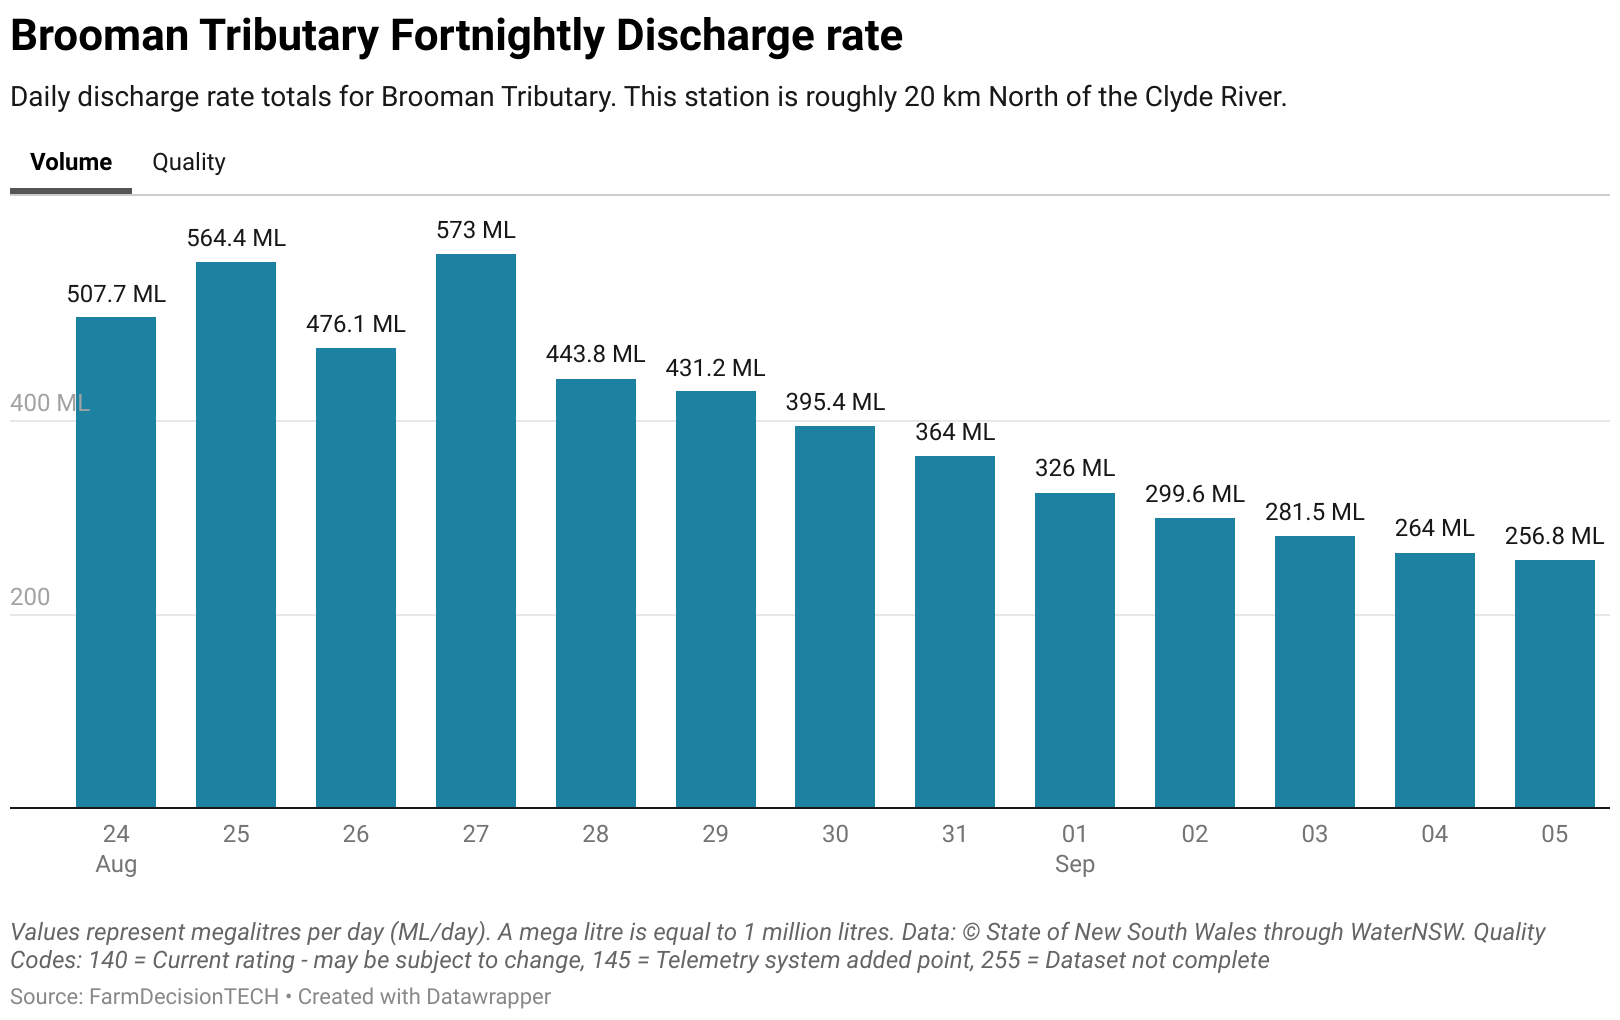 Brooman Tributary Fortnightly Discharge rate
Daily discharge rate totals for Brooman Tributary. This station is roughly 20 km North of the Clyde River.
Volume Quality
573 ML
564.4 ML
507.7 ML
476.1 ML
443.8 ML
431.2 ML
400 ML
395.4 ML
364 ML
326 ML
299.6 ML
281.5 ML
264 ML
256.8 ML
200
24 25 26 27 28 29 30 31 01 02 03 04 05
Aug Sep
Values represent megalitres per day (ML/day). A mega litre is equal to 1 million litres. Data: © State of New South Wales through WaterNSW. Quality
Codes: 140 = Current rating - may be subject to change, 145 = Telemetry system added point, 255 = Dataset not complete
Source: FarmDecisionTECH • Created with Datawrapper